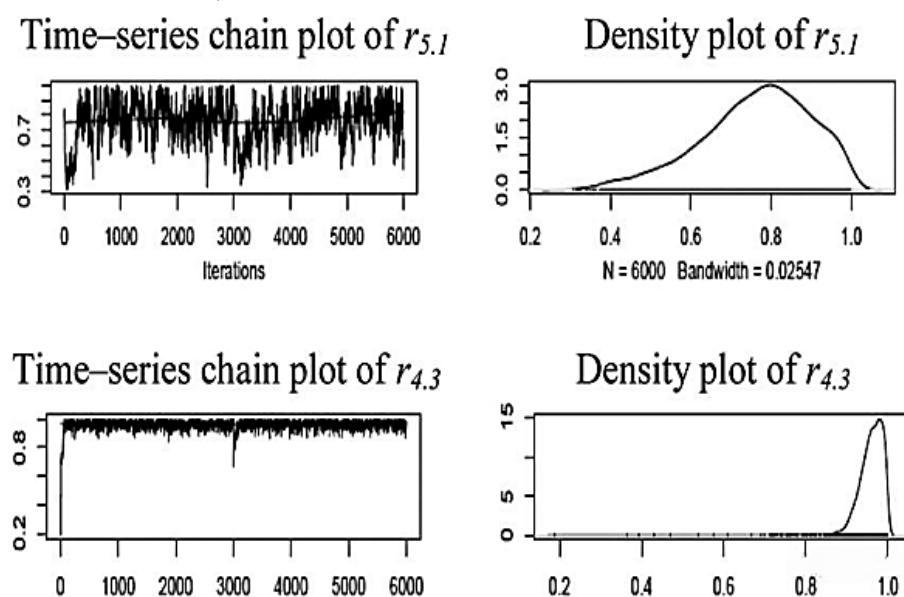 Time–series chain plot of r5.1
Density plot of r5.1
0.3 0.7
0 1000 2000 3000 4000 5000 6000
Iterations
0.0 1.5 3.0
0.2 0.4 0.6 0.8 1.0
N = 6000 Bandwidth = 0.02547
Time–series chain plot of r4.3
Density plot of r4.3
0.2 0.8
0 1000 2000 3000 4000 5000 6000
0 5 15
0.2 0.4 0.6 0.8 1.0